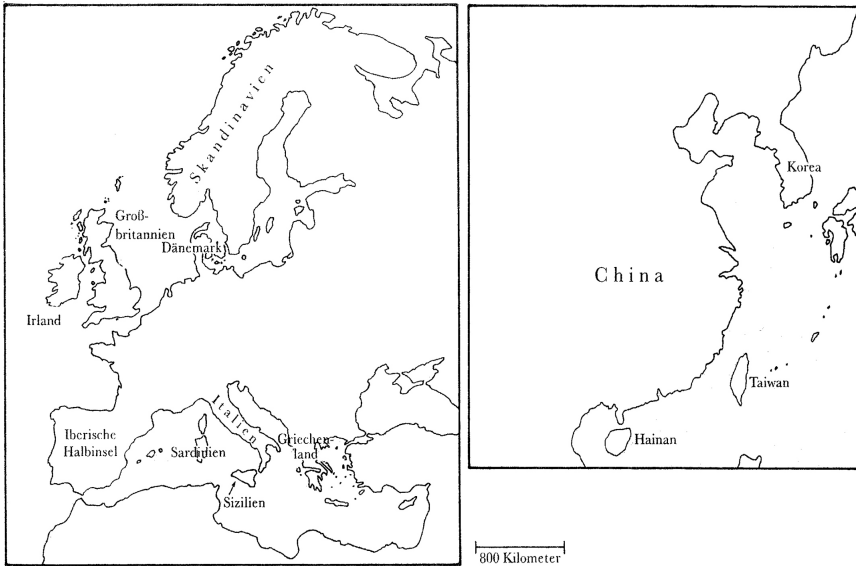 Skandinavien
Groß-
britannien
Dänemark
Irland
Italien
Iberische
Halbinsel
Sardinien
Griechen-
land
Sizilien
Korea
China
Taiwan
Hainan
800 Kilometer